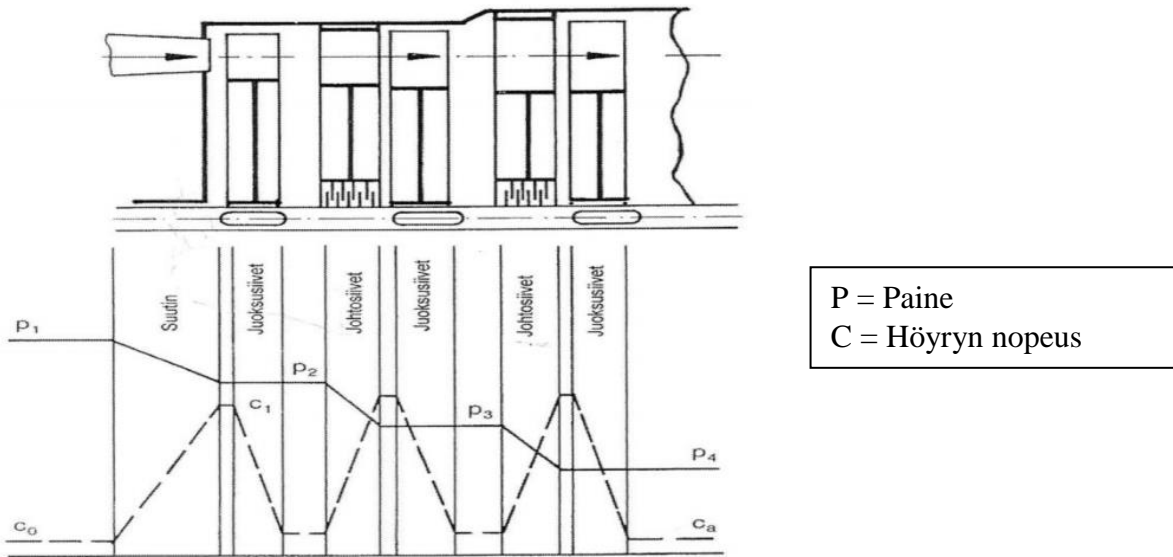 Suutin
Juoksusiivet
Johtosiivet
Juoksusiivet
Johtosiivet
Juoksusiivet
p₁
p₂
c₁
p₃
p₄
c₀
cₐ
P = Paine
C = Höyryn nopeus